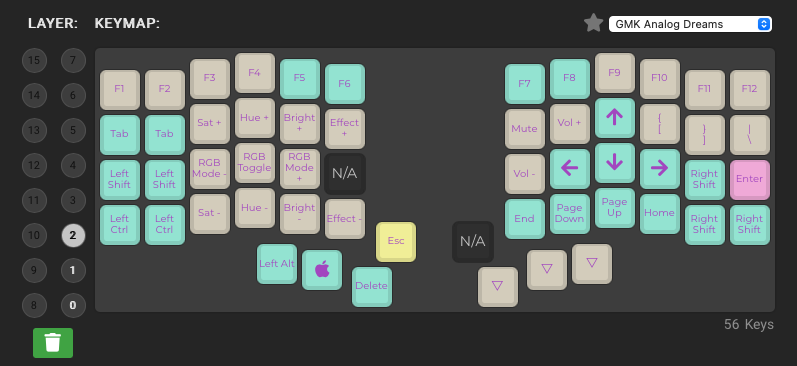 LAYER: KEYMAP:
GMK Analog Dreams
15 7
14 6
13 5
12 4
11 3
10 2
9 1
8 0
F1 F2 F3 F4 F5 F6 F7 F8 F9 F10 F11 F12
Tab Tab Sat + Hue + Bright
+
Effect
+
Mute Vol +
{
[
}
]
|
\
Left
Shift
Left
Shift
RGB
Mode -
RGB
Toggle
RGB
Mode
+
N/A
Vol -
Right
Shift
Enter
Left
Ctrl
Left
Ctrl
Sat - Hue - Bright
-
Effect -
End
Page
Down
Page
Up
Home
Right
Shift
Right
Shift
Esc
N/A
Left Alt
Delete
56 Keys